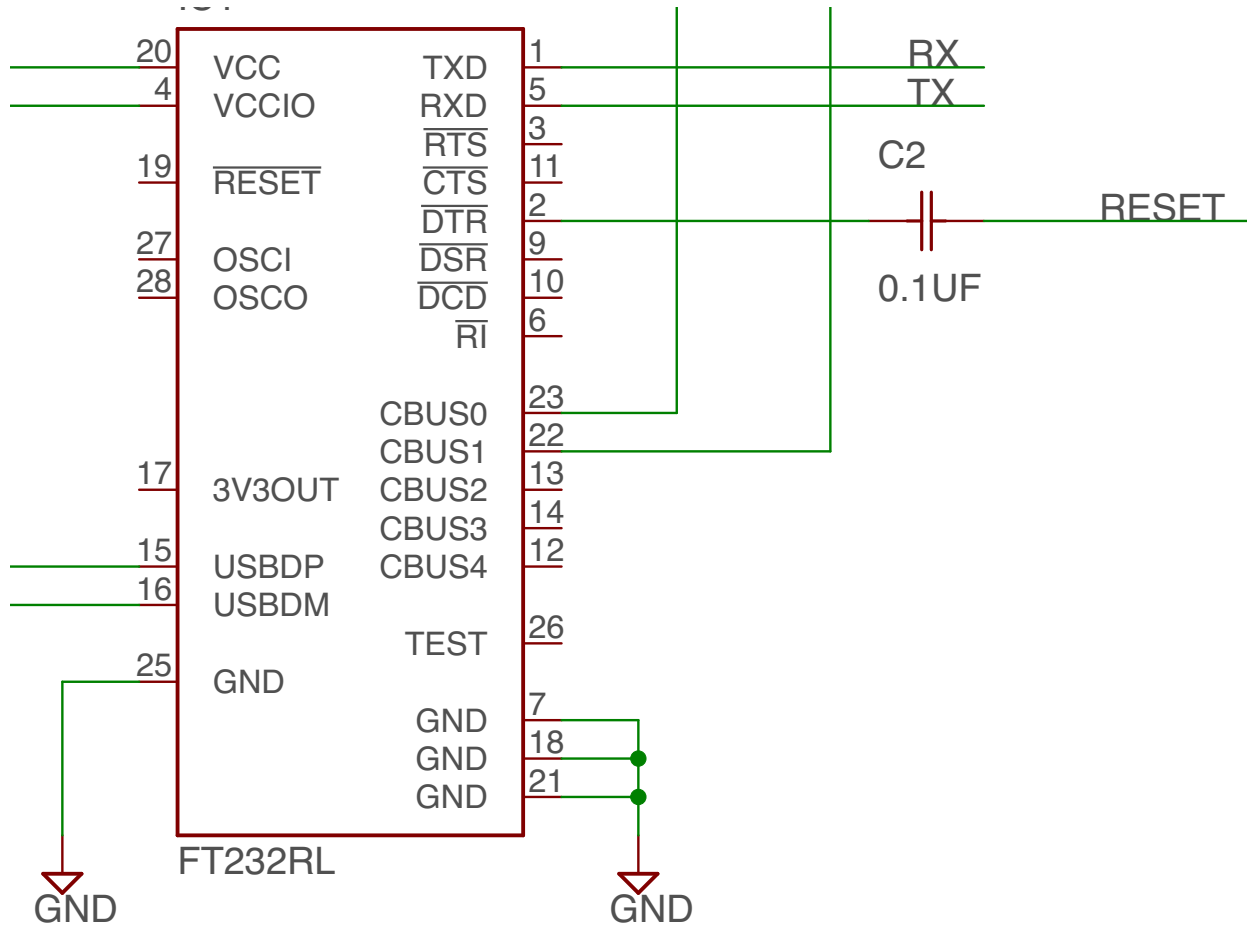 20 VCC TXD 1 RX
4 VCCIO RXD 5 TX
RTS 3
19 RESET CTS 11 C2
DTR 2 RESET
27 OSCI DSR 9
28 OSCO DCD 10 0.1UF
RI 6
CBUS0 23
CBUS1 22
17 3V3OUT CBUS2 13
CBUS3 14
15 USBDP CBUS4 12
16 USBDM
TEST 26
25 GND
GND 7
GND 18
GND 21
FT232RL
GND GND